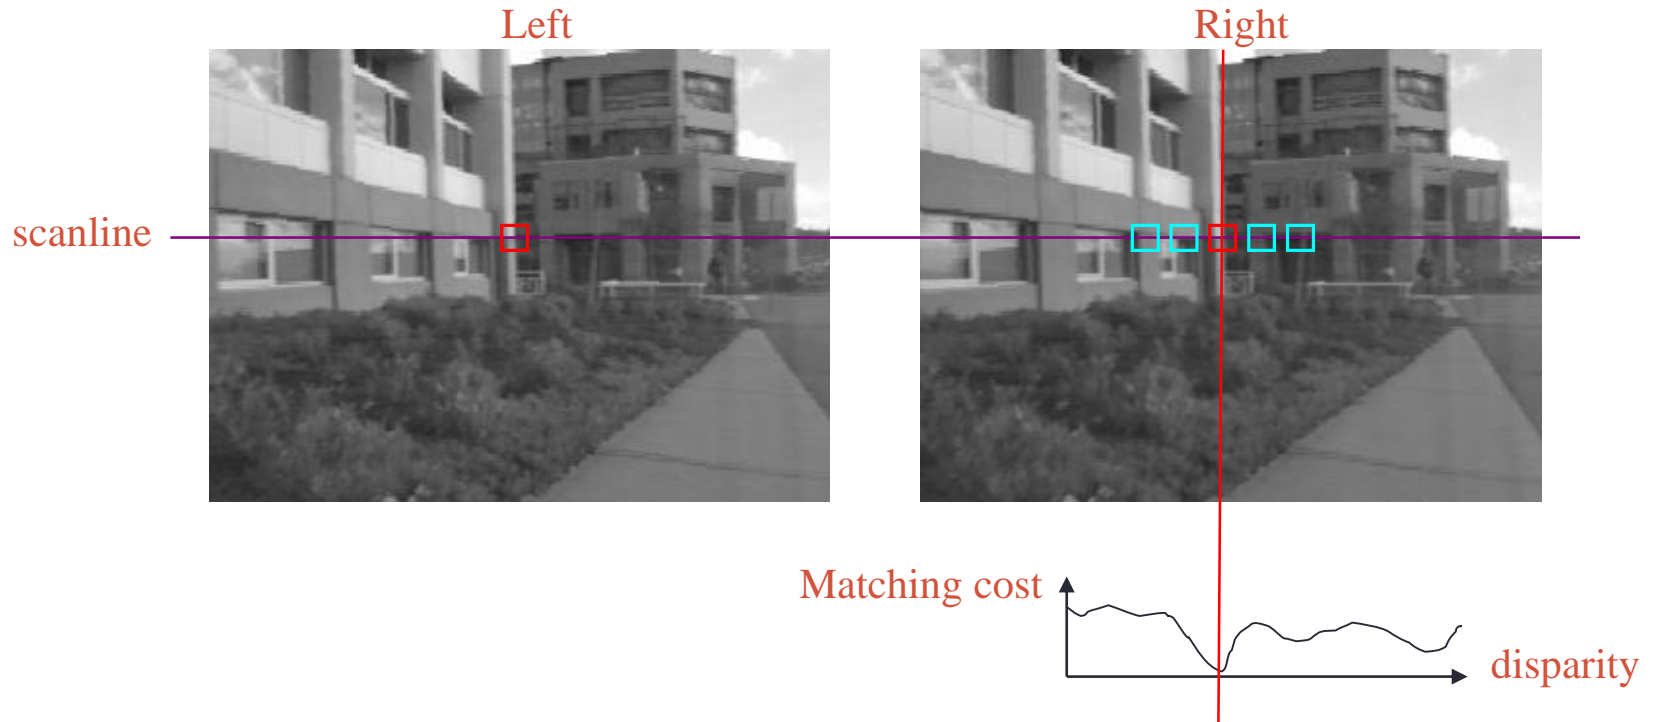 Left
Right
scanline
Matching cost
disparity